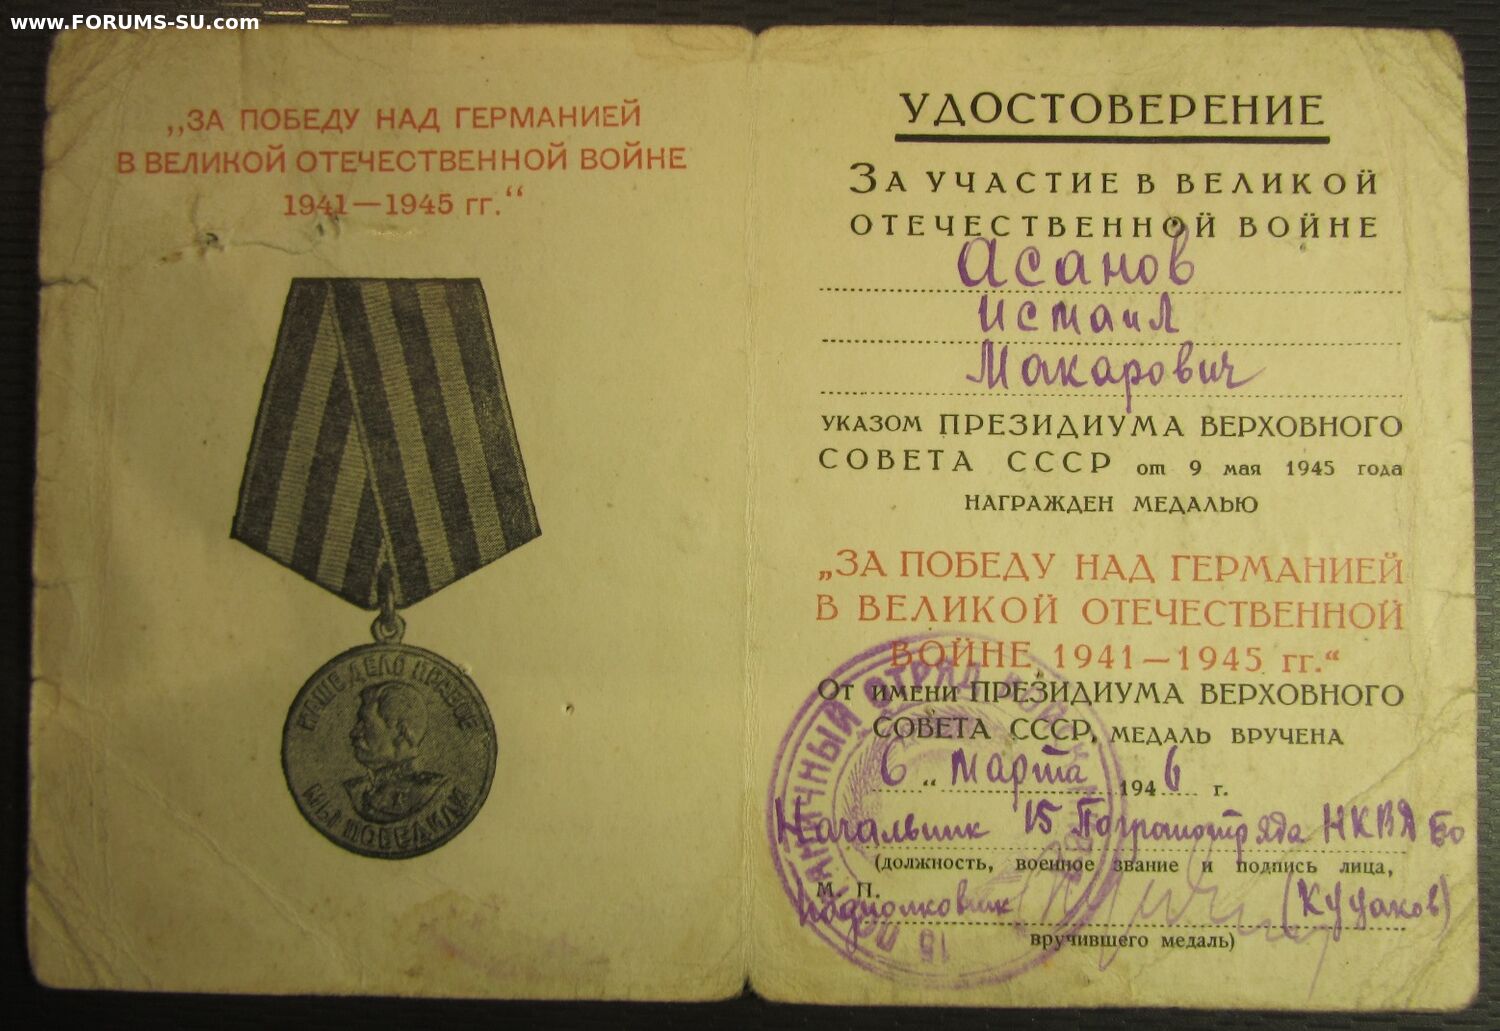 www.FORUMS-SU.com
„ЗА ПОБЕДУ НАД ГЕРМАНИЕЙ
В ВЕЛИКОЙ ОТЕЧЕСТВЕННОЙ ВОЙНЕ
1941—1945 гг.“
НАШЕ ДЕЛО ПРАВОЕ
МЫ ПОБЕДИЛИ
УДОСТОВЕРЕНИЕ
ЗА УЧАСТИЕ В ВЕЛИКОЙ
ОТЕЧЕСТВЕННОЙ ВОЙНЕ
Асанов
Исмаил
Макарович
УКАЗОМ ПРЕЗИДИУМА ВЕРХОВНОГО
СОВЕТА СССР от 9 мая 1945 года
НАГРАЖДЕН МЕДАЛЬЮ
„ЗА ПОБЕДУ НАД ГЕРМАНИЕЙ
В ВЕЛИКОЙ ОТЕЧЕСТВЕННОЙ
ВОЙНЕ 1941—1945 гг.“
ОТ ИМЕНИ ПРЕЗИДИУМА ВЕРХОВНОГО
СОВЕТА СССР, МЕДАЛЬ ВРУЧЕНА
6 „ Марта 1946 г.
Начальник 15 Погранотряда НКВД
(должность, военное звание и подпись лица,
М. П.
подполковник
вручившего медаль)
15 ПОГРАНИЧНЫЙ ОТРЯД